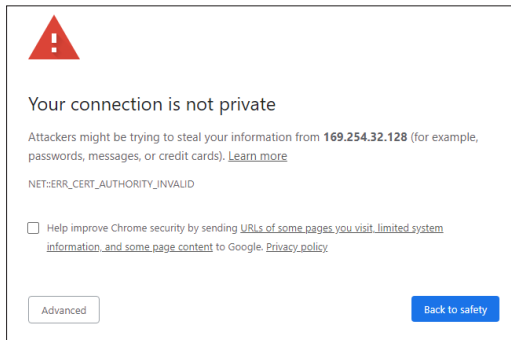 Your connection is not private
Attackers might be trying to steal your information from 169.254.32.128 (for example,
passwords, messages, or credit cards). Learn more
NET::ERR_CERT_AUTHORITY_INVALID
Help improve Chrome security by sending URLs of some pages you visit, limited system
information, and some page content to Google. Privacy policy
Advanced
Back to safety